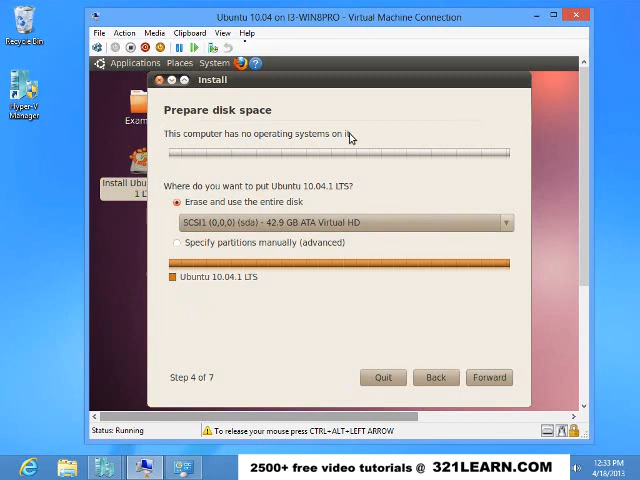 Ubuntu 10.04 on I3-WIN8PRO - Virtual Machine Connection
File Action Media Clipboard View Help
Applications Places System
Recycle Bin
Hyper-V
Manager
Install
Exam
Install Ubu
1 L
Prepare disk space
This computer has no operating systems on it.
Where do you want to put Ubuntu 10.04.1 LTS?
Erase and use the entire disk
SCSI1 (0,0,0) (sda) - 42.9 GB ATA Virtual HD
Specify partitions manually (advanced)
Ubuntu 10.04.1 LTS
Step 4 of 7
Quit Back Forward
Status: Running
To release your mouse press CTRL+ALT+LEFT ARROW
2500+ free video tutorials @ 321LEARN.COM
12:33 PM
4/18/2013